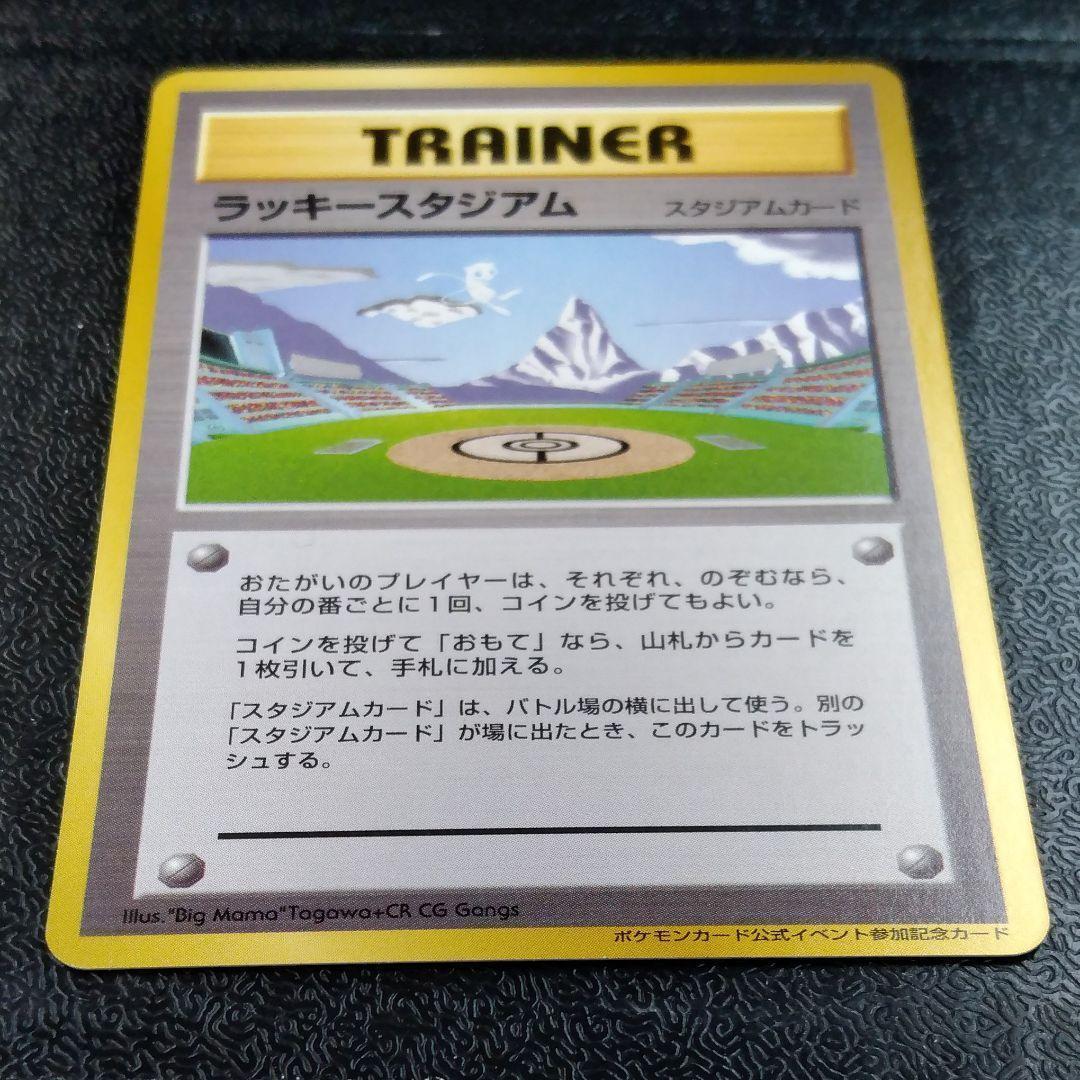 TRAINER
ラッキースタジアム スタジアムカード
おたがいのプレイヤーは、それぞれ、のぞむなら、
自分の番ごとに1回、コインを投げてもよい。
コインを投げて「おもて」なら、山札からカードを
1枚引いて、手札に加える。
「スタジアムカード」は、バトル場の横に出して使う。別の
「スタジアムカード」が場に出たとき、このカードをトラッ
シュする。
Illus."Big Mama"Tagawa+CR CG Gangs
ポケモンカード公式イベント参加記念カード